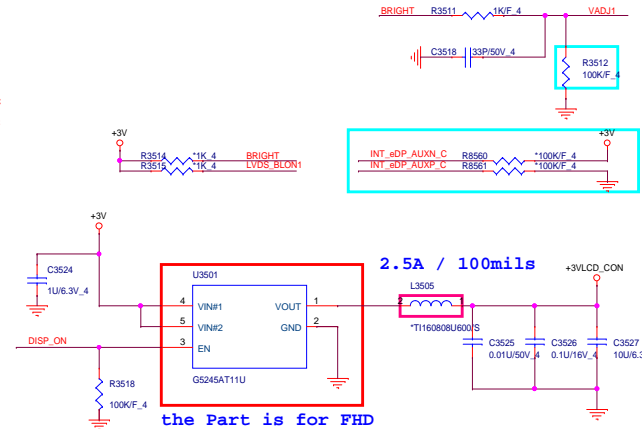 BRIGHT R3511 1K/F_4 VADJ1
C3518 33P/50V_4
R3512
100K/F_4
+3V +3V
R3514 *1K_4 BRIGHT INT_eDP_AUXN_C R8560 *100K/F_4
R3515 *1K_4 LVDS_BLON1 INT_eDP_AUXP_C R8561 *100K/F_4
+3V
2.5A / 100mils
+3VLCD_CON
C3524
1U/6.3V_4
U3501
L3505
4 VIN#1 VOUT 1 2 1
5 VIN#2 GND 2
*TI160808U600/S
DISP_ON 3 EN
C3525 C3526 C3527
0.01U/50V_4 0.1U/16V_4 10U/6.3
G5245AT11U
R3518
100K/F_4
the Part is for FHD